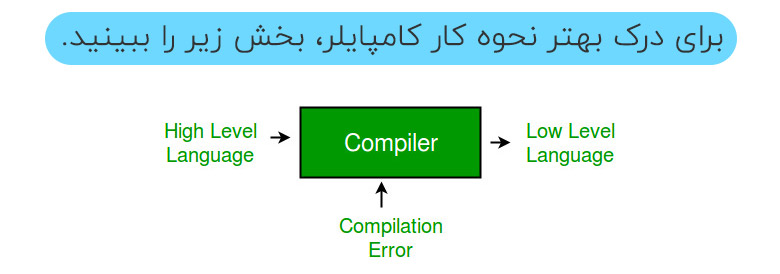 برای درک بهتر نحوه کار کامپایلر، بخش زیر را ببینید.
High Level
Language
Compiler
Low Level
Language
Compilation
Error